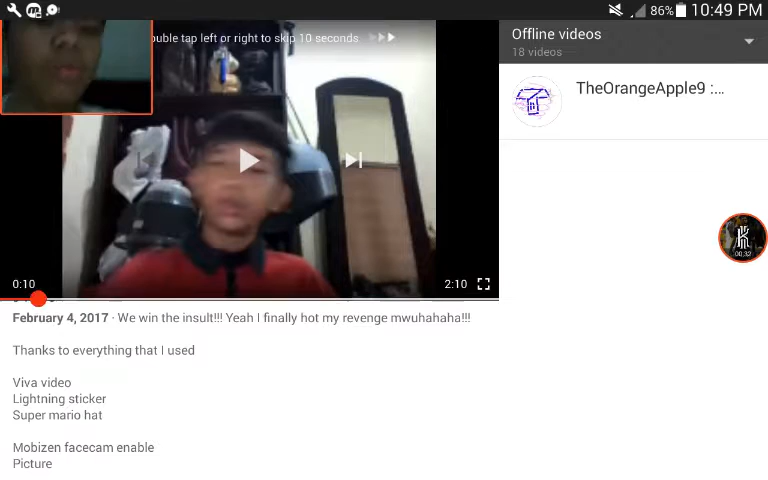 86% 10:49 PM
ouble tap left or right to skip 10 seconds
Offline videos
18 videos
TheOrangeApple9 :...
00:32
0:10
2:10
February 4, 2017 · We win the insult!!! Yeah I finally hot my revenge mwuhahaha!!!
Thanks to everything that I used
Viva video
Lightning sticker
Super mario hat
Mobizen facecam enable
Picture